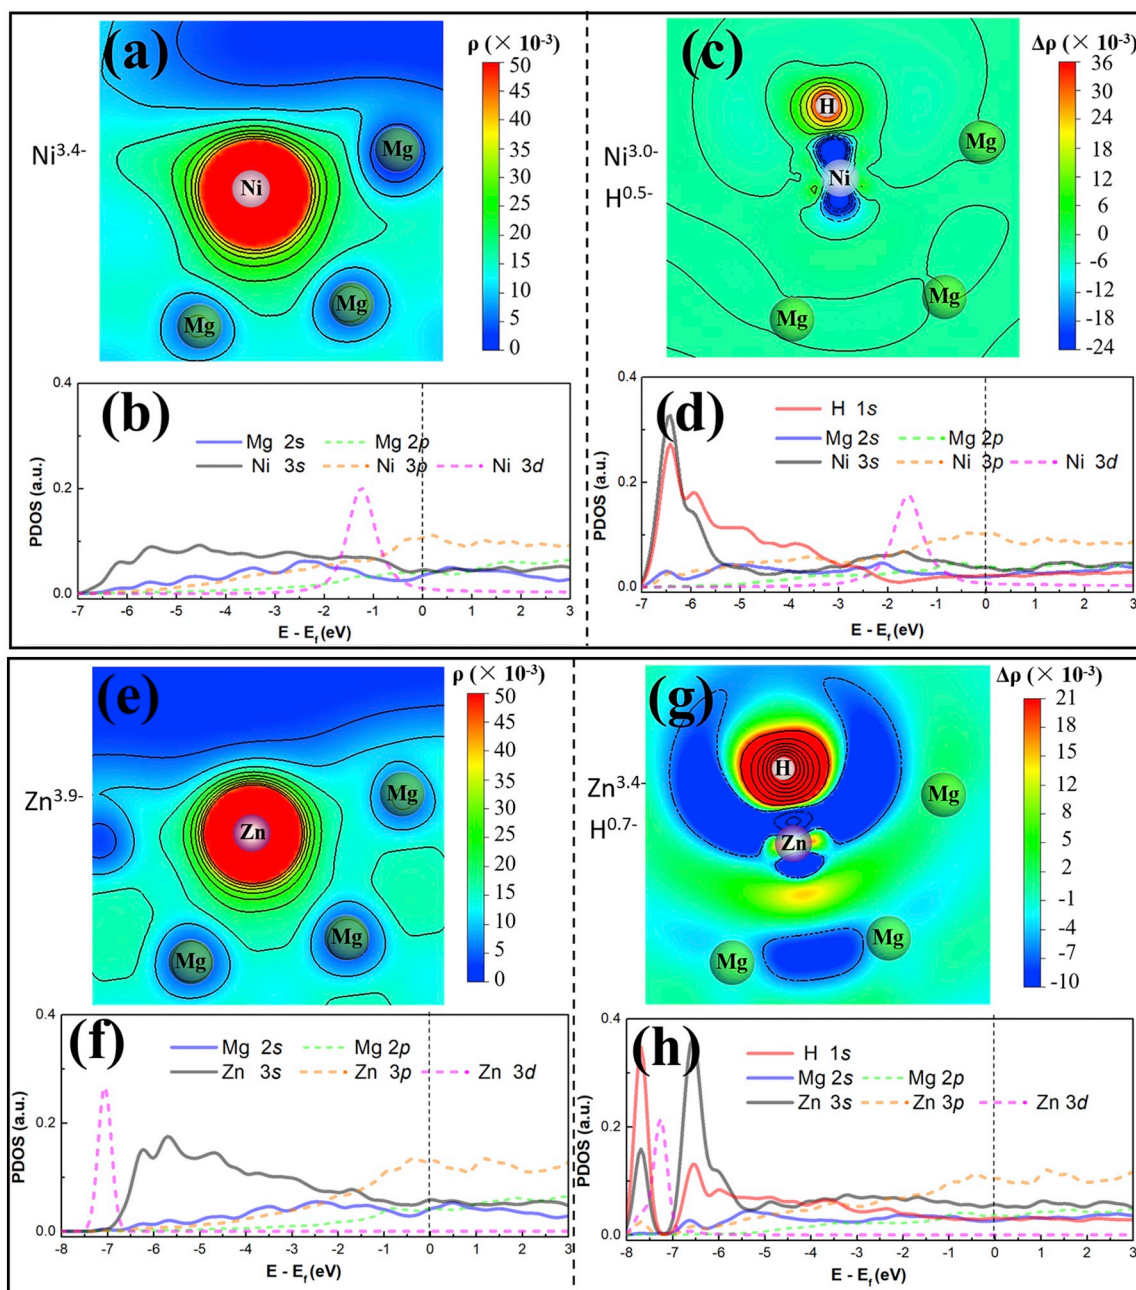 (a)
ρ (× 10⁻³)
50
45
40
35
30
25
20
15
10
5
0
Ni³·⁴⁻
Ni
Mg
Mg
Mg
(c)
Δρ (× 10⁻³)
36
30
24
18
12
6
0
-6
-12
-18
-24
Ni³·⁰⁻
H⁰·⁵⁻
H
Ni
Mg
Mg
Mg
(b)
0.4
0.2
0.0
PDOS (a.u.)
Mg 2s Mg 2p
Ni 3s Ni 3p Ni 3d
-7 -6 -5 -4 -3 -2 -1 0 1 2 3
E - E_f (eV)
(d)
0.4
0.2
0.0
PDOS (a.u.)
H 1s
Mg 2s Mg 2p
Ni 3s Ni 3p Ni 3d
-7 -6 -5 -4 -3 -2 -1 0 1 2 3
E - E_f (eV)
(e)
ρ (× 10⁻³)
50
45
40
35
30
25
20
15
10
5
0
Zn³·⁹⁻
Zn
Mg
Mg
Mg
(g)
Δρ (× 10⁻³)
21
18
15
12
8
5
2
-1
-4
-7
-10
Zn³·⁴⁻
H⁰·⁷⁻
H
Zn
Mg
Mg
Mg
(f)
0.4
0.2
0.0
PDOS (a.u.)
Mg 2s Mg 2p
Zn 3s Zn 3p Zn 3d
-8 -7 -6 -5 -4 -3 -2 -1 0 1 2 3
E - E_f (eV)
(h)
0.4
0.2
0.0
PDOS (a.u.)
H 1s
Mg 2s Mg 2p
Zn 3s Zn 3p Zn 3d
-8 -7 -6 -5 -4 -3 -2 -1 0 1 2 3
E - E_f (eV)